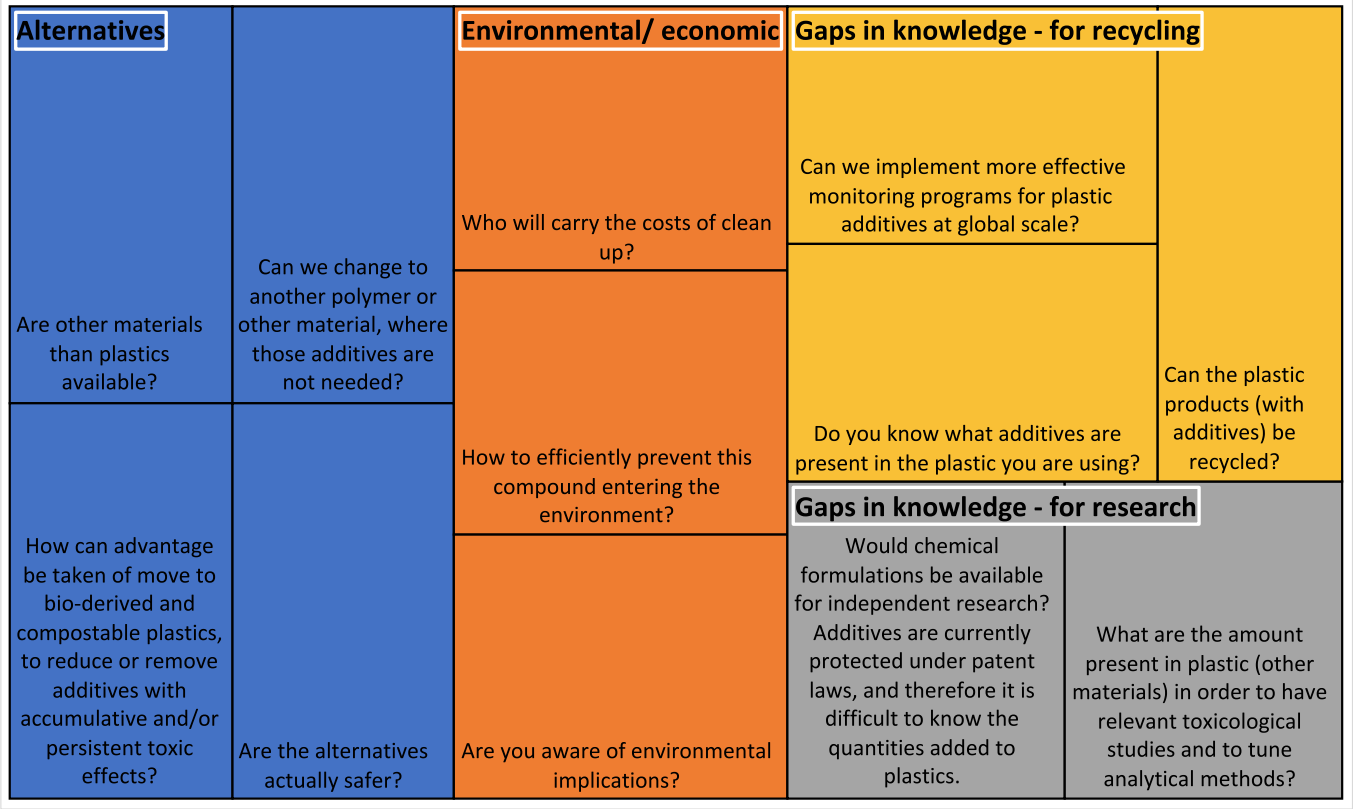 Alternatives
Are other materials
than plastics
available?
Can we change to
another polymer or
other material, where
those additives are
not needed?
How can advantage
be taken of move to
bio-derived and
compostable plastics,
to reduce or remove
additives with
accumulative and/or
persistent toxic
effects?
Are the alternatives
actually safer?
Environmental/ economic
Who will carry the costs of clean
up?
How to efficiently prevent this
compound entering the
environment?
Are you aware of environmental
implications?
Gaps in knowledge - for recycling
Can we implement more effective
monitoring programs for plastic
additives at global scale?
Do you know what additives are
present in the plastic you are using?
Can the plastic
products (with
additives) be
recycled?
Gaps in knowledge - for research
Would chemical
formulations be available
for independent research?
Additives are currently
protected under patent
laws, and therefore it is
difficult to know the
quantities added to
plastics.
What are the amount
present in plastic (other
materials) in order to have
relevant toxicological
studies and to tune
analytical methods?